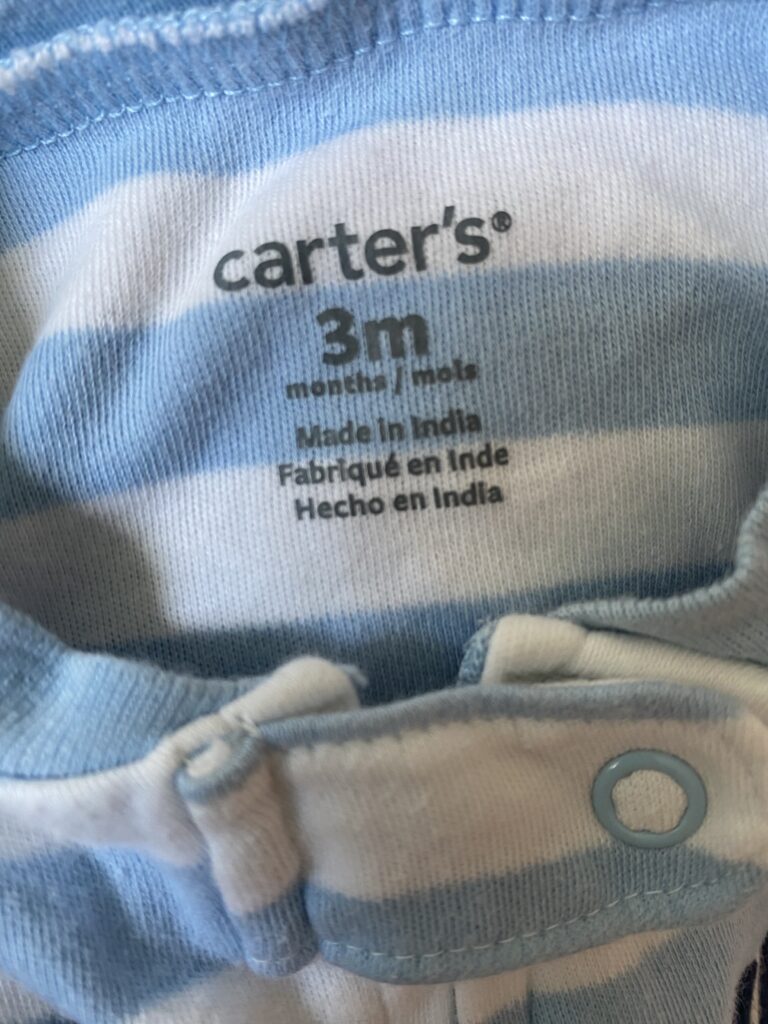 carter's®
3m
months / mois
Made in India
Fabriqué en Inde
Hecho en India